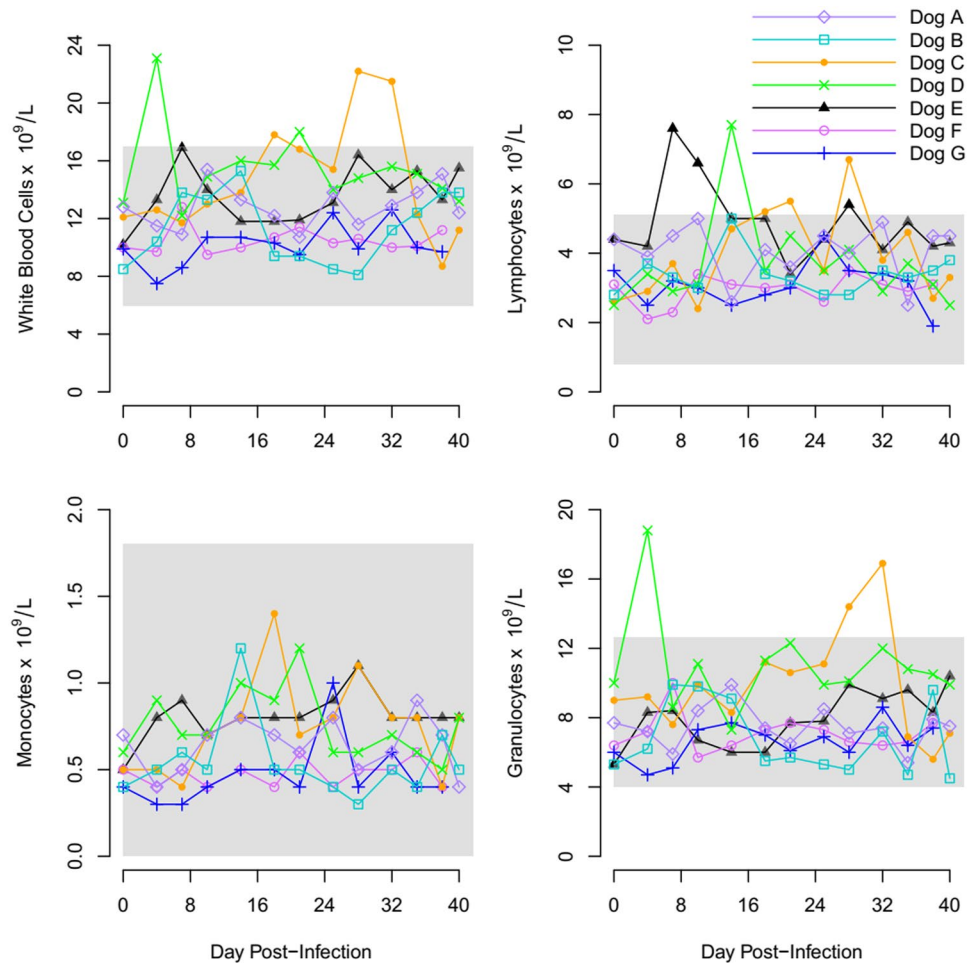 Dog A
Dog B
Dog C
Dog D
Dog E
Dog F
Dog G
White Blood Cells x 10⁹/L
0 4 8 12 16 20 24
0 8 16 24 32 40
Lymphocytes x 10⁹/L
0 2 4 6 8 10
0 8 16 24 32 40
Monocytes x 10⁹/L
0.0 0.5 1.0 1.5 2.0
0 8 16 24 32 40
Day Post−Infection
Granulocytes x 10⁹/L
0 4 8 12 16 20
0 8 16 24 32 40
Day Post−Infection